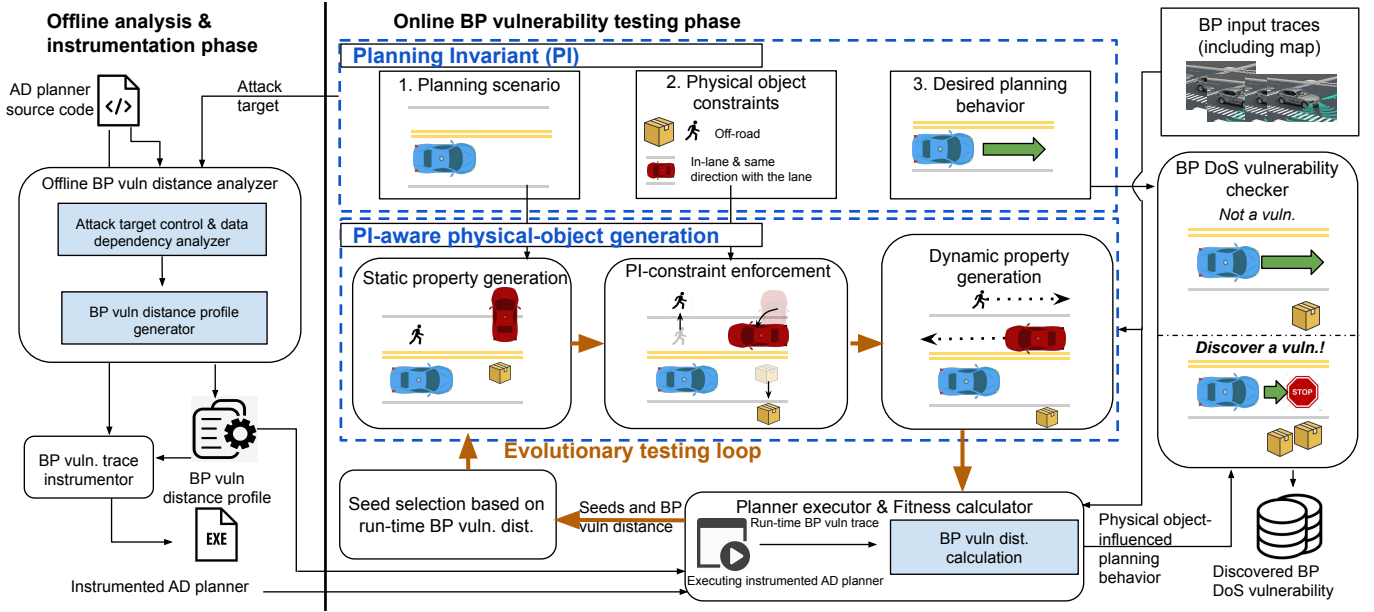 Offline analysis &
instrumentation phase
AD planner
source code
</>
Attack
target
Offline BP vuln distance analyzer
Attack target control & data
dependency analyzer
BP vuln distance profile
generator
BP vuln. trace
instrumentor
BP vuln
distance profile
EXE
Instrumented AD planner
Online BP vulnerability testing phase
Planning Invariant (PI)
1. Planning scenario
2. Physical object
constraints
Off-road
In-lane & same
direction with the lane
3. Desired planning
behavior
PI-aware physical-object generation
Static property generation
PI-constraint enforcement
Dynamic property
generation
Evolutionary testing loop
Seed selection based on
run-time BP vuln. dist.
Seeds and BP
vuln distance
Planner executor & Fitness calculator
Run-time BP vuln trace
Executing instrumented AD planner
BP vuln dist.
calculation
Physical object-
influenced
planning
behavior
BP input traces
(including map)
BP DoS vulnerability
checker
Not a vuln.
Discover a vuln.!
STOP
Discovered BP
DoS vulnerability